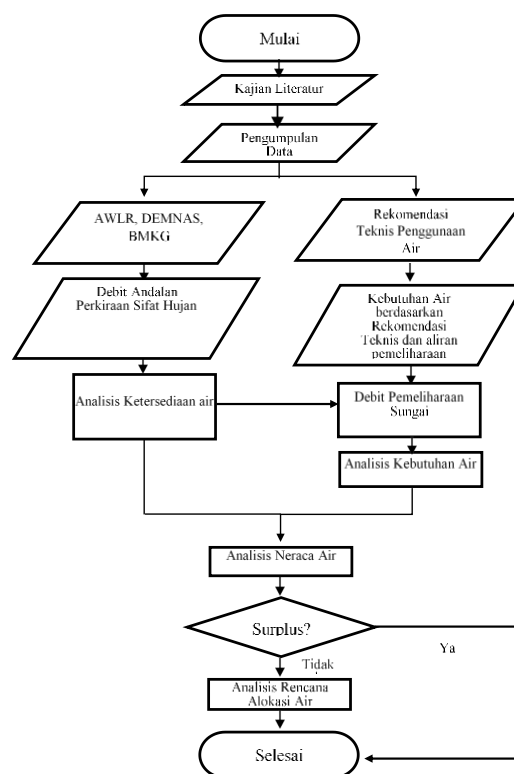 Mulai
Kajian Literatur
Pengumpulan
Data
AWLR, DEMNAS,
BMKG
Rekomendasi
Teknis Penggunaan
Air
Debit Andalan
Perkiraan Sifat Hujan
Kebutuhan Air
berdasarkan
Rekomendasi
Teknis dan aliran
pemeliharaan
Analisis Ketersediaan air
Debit Pemeliharaan
Sungai
Analisis Kebutuhan Air
Analisis Neraca Air
Surplus?
Ya
Tidak
Analisis Rencana
Alokasi Air
Selesai